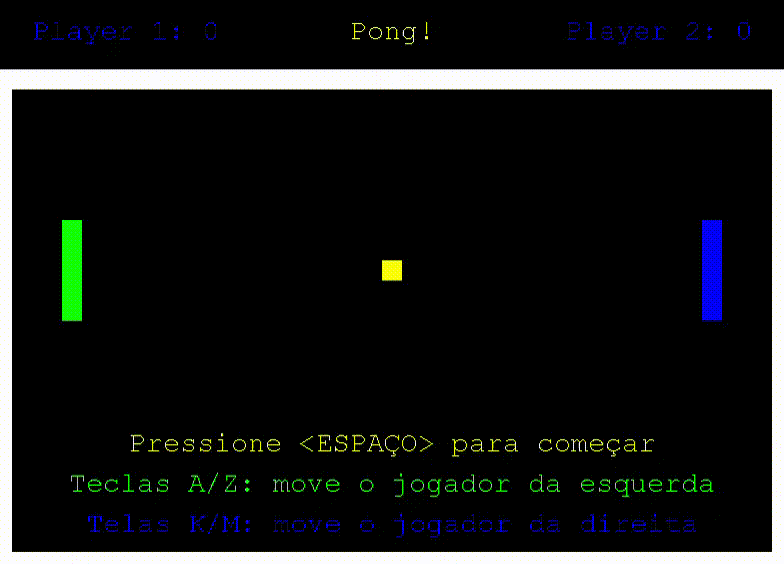 Player 1: 0 Pong! Player 2: 0
Pressione <ESPAÇO> para começar
Teclas A/Z: move o jogador da esquerda
Telas K/M: move o jogador da direita